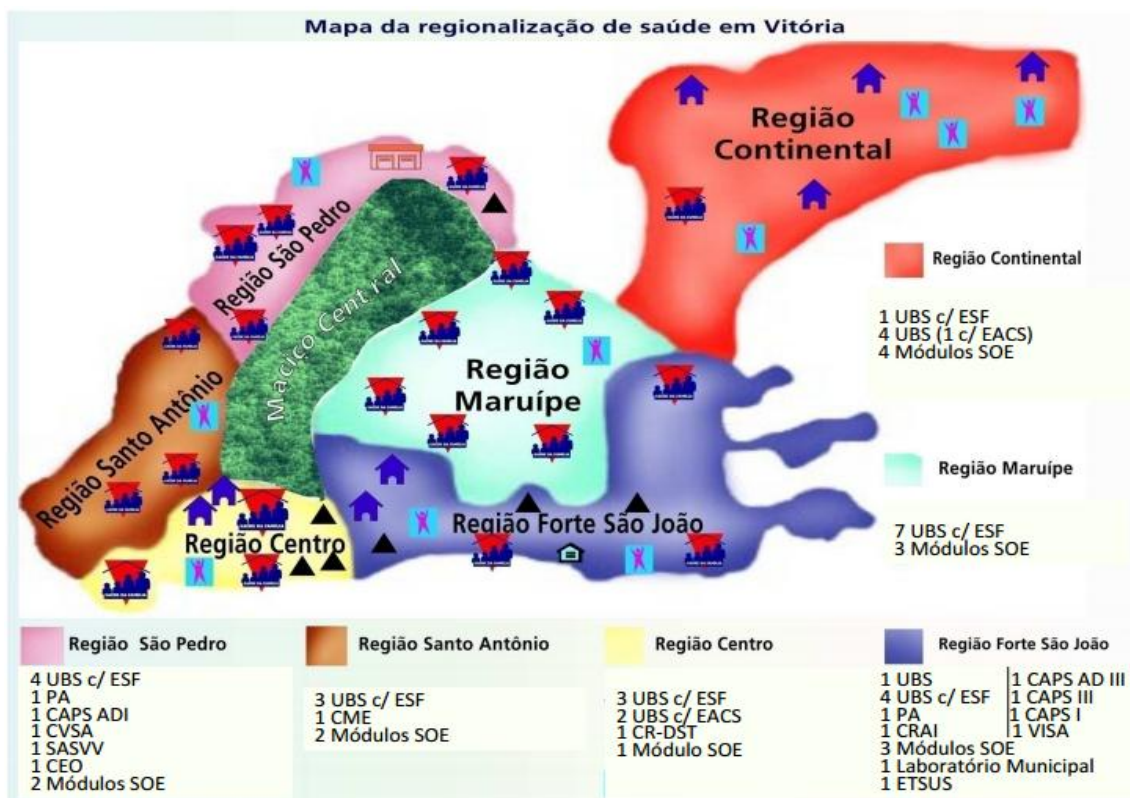 Mapa da regionalização de saúde em Vitória
Região
Continental
Região São Pedro
Maciço Central
Região
Maruípe
Região Santo Antônio
Região Centro
Região Forte São João
SAÚDE DA FAMÍLIA
Região Continental
1 UBS c/ ESF
4 UBS (1 c/ EACS)
4 Módulos SOE
Região Maruípe
7 UBS c/ ESF
3 Módulos SOE
Região São Pedro
4 UBS c/ ESF
1 PA
1 CAPS ADI
1 CVSA
1 SASVV
1 CEO
2 Módulos SOE
Região Santo Antônio
3 UBS c/ ESF
1 CME
2 Módulos SOE
Região Centro
3 UBS c/ ESF
2 UBS c/ EACS
1 CR-DST
1 Módulo SOE
Região Forte São João
1 UBS
4 UBS c/ ESF
1 PA
1 CRAI
3 Módulos SOE
1 Laboratório Municipal
1 ETSUS
1 CAPS AD III
1 CAPS III
1 CAPS I
1 VISA